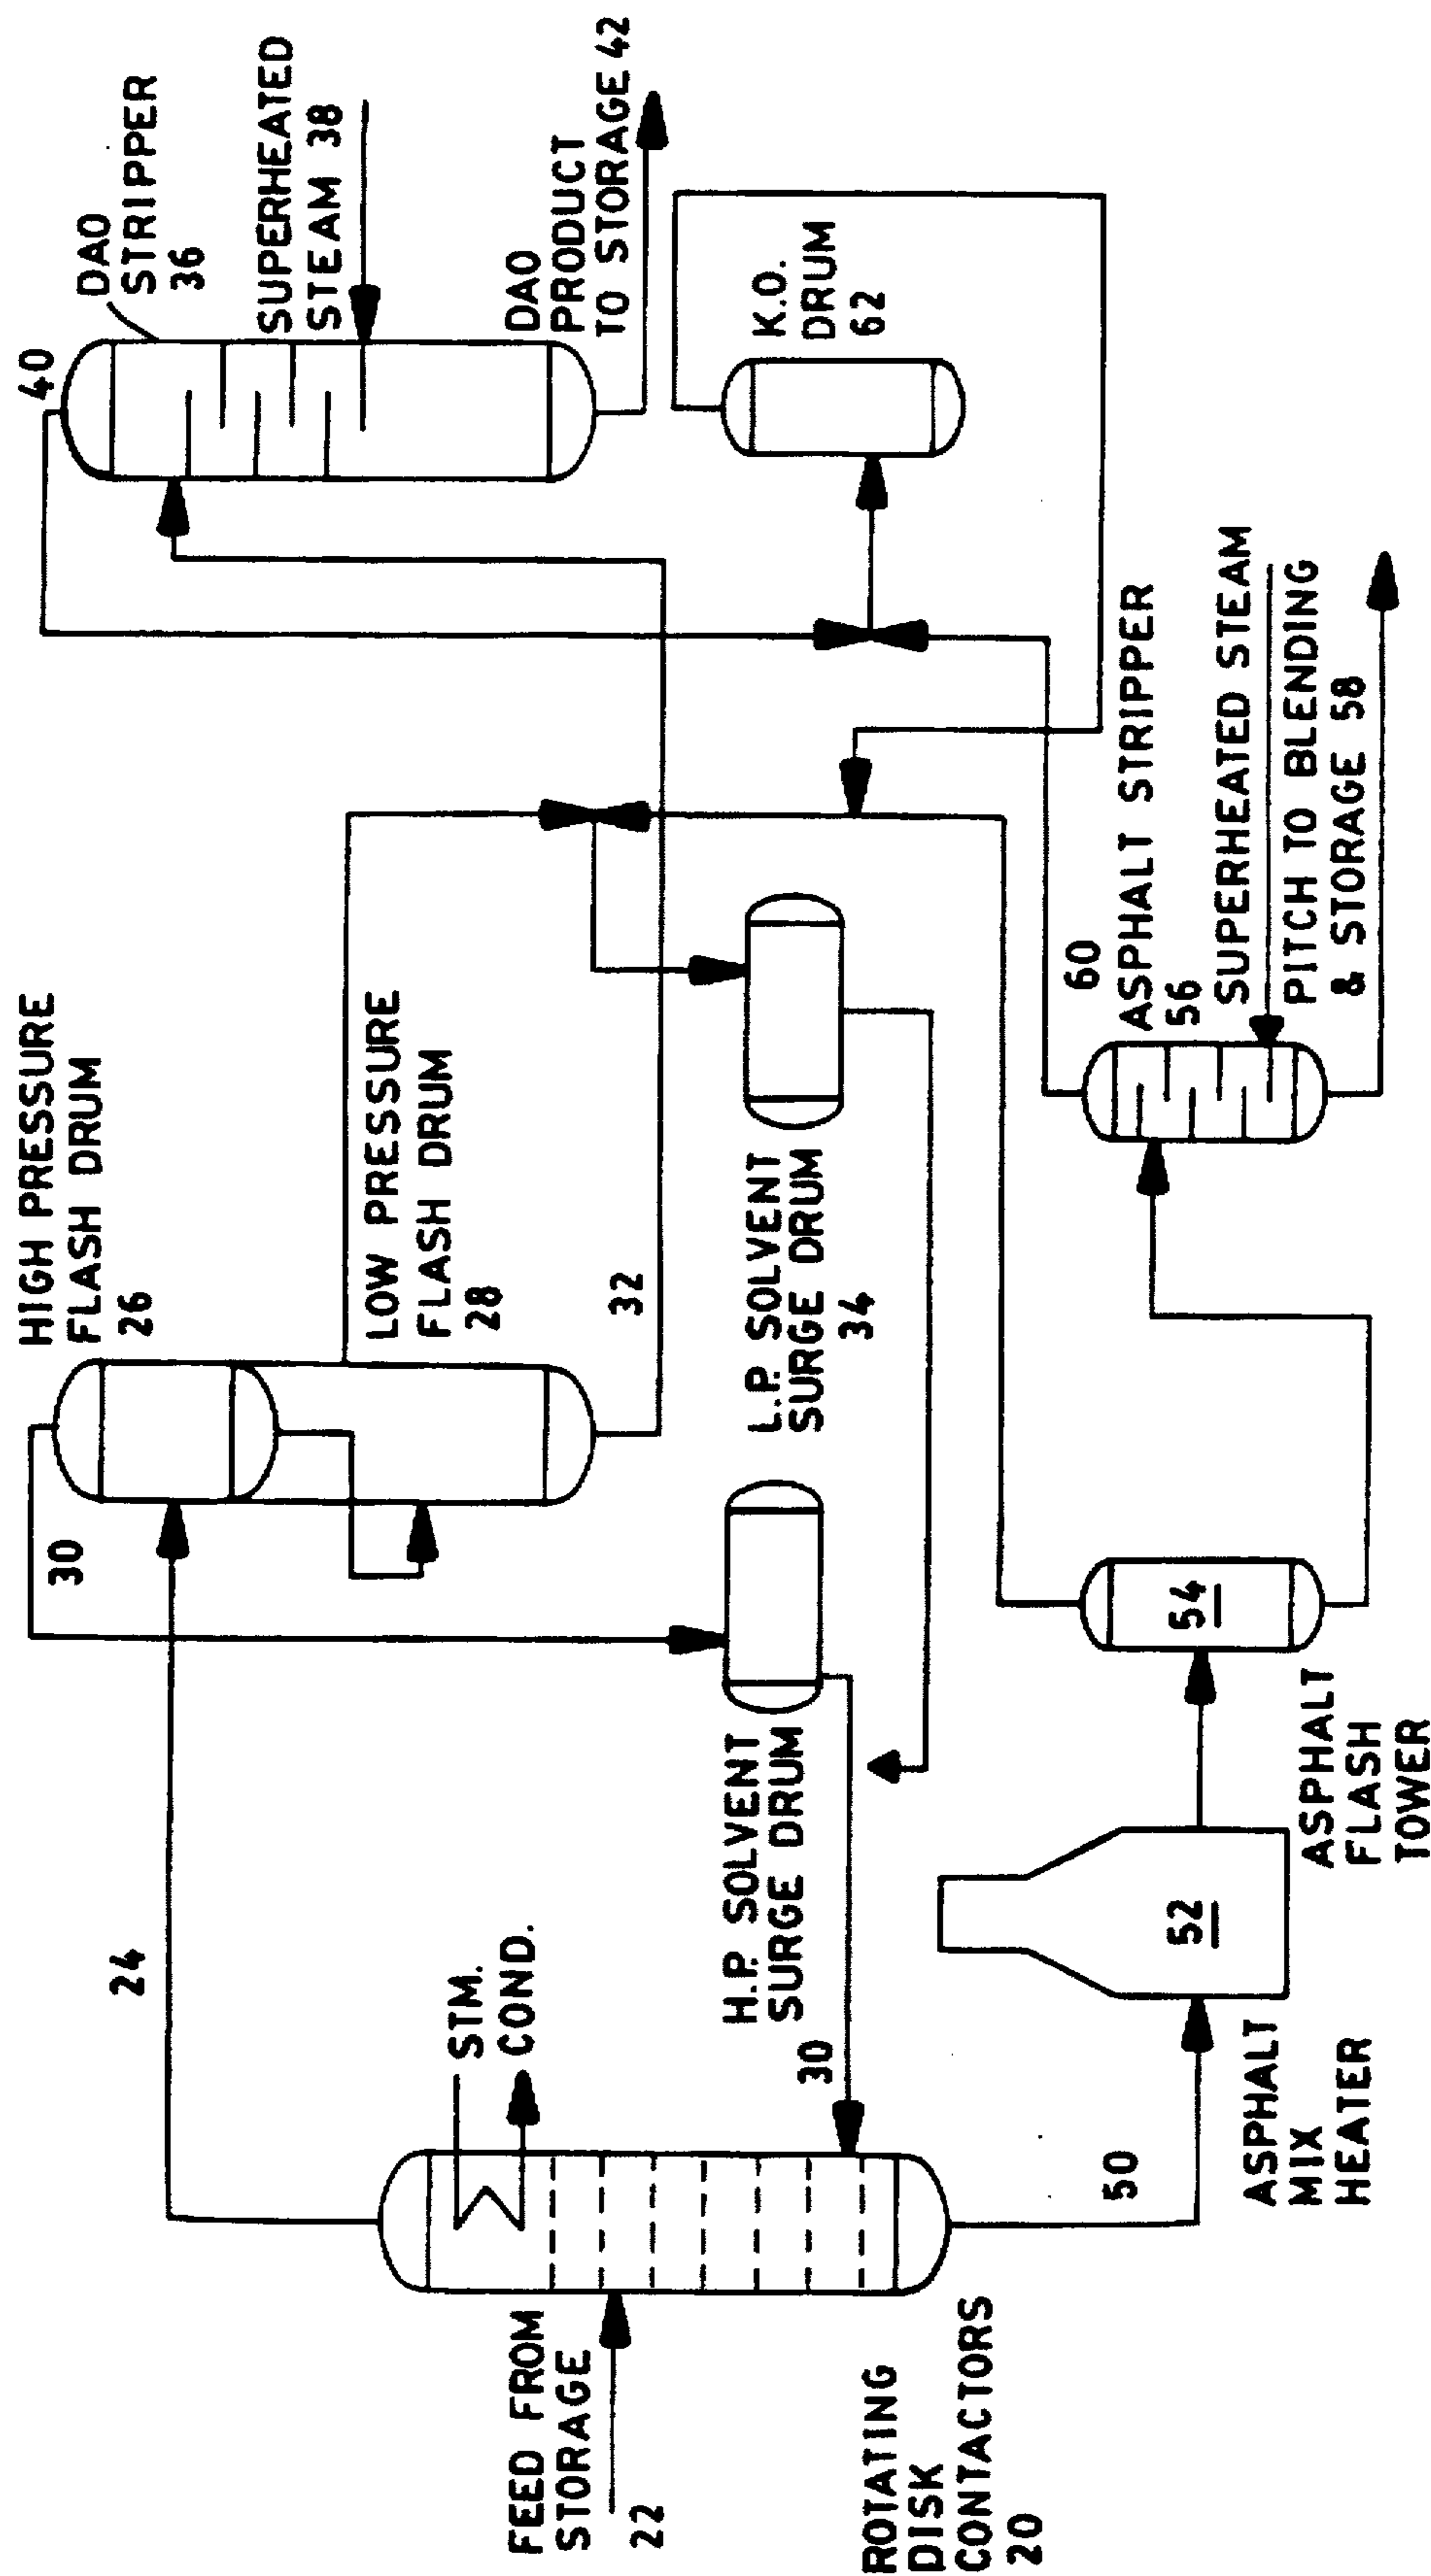 HIGH PRESSURE
FLASH DRUM
26
30
24
LOW PRESSURE
FLASH DRUM
28
32
40
DAO
STRIPPER
36
SUPERHEATED
STEAM 38
DAO
PRODUCT
TO STORAGE 42
STM.
COND.
FEED FROM
STORAGE
22
ROTATING
DISK
CONTACTORS
20
H.P. SOLVENT
SURGE DRUM
30
L.P. SOLVENT
SURGE DRUM
34
K.O.
DRUM
62
50
ASPHALT
MIX
HEATER
52
ASPHALT
FLASH
TOWER
54
60
ASPHALT STRIPPER
56
SUPERHEATED STEAM
PITCH TO BLENDING
& STORAGE 58